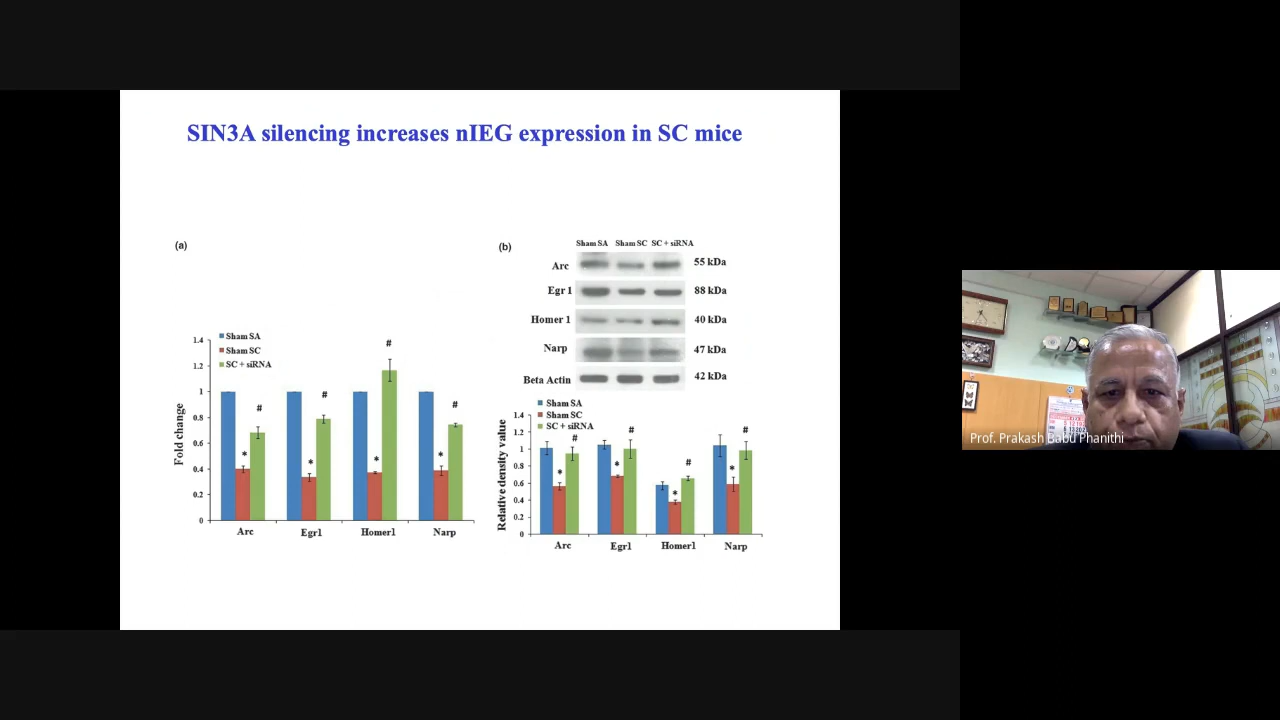 SIN3A silencing increases nIEG expression in SC mice
(a)
Sham SA
Sham SC
SC + siRNA
Fold change
1.4
1.2
1
0.8
0.6
0.4
0.2
0
*
#
*
#
*
#
*
#
Arc
Egr1
Homer1
Narp
(b)
Sham SA Sham SC SC + siRNA
Arc 55 kDa
Egr 1 88 kDa
Homer 1 40 kDa
Narp 47 kDa
Beta Actin 42 kDa
Sham SA
Sham SC
SC + siRNA
Relative density value
1.4
1.2
1
0.8
0.6
0.4
0.2
0
*
#
*
#
*
#
*
#
Arc
Egr1
Homer1
Narp
Prof. Prakash Babu Phanithi